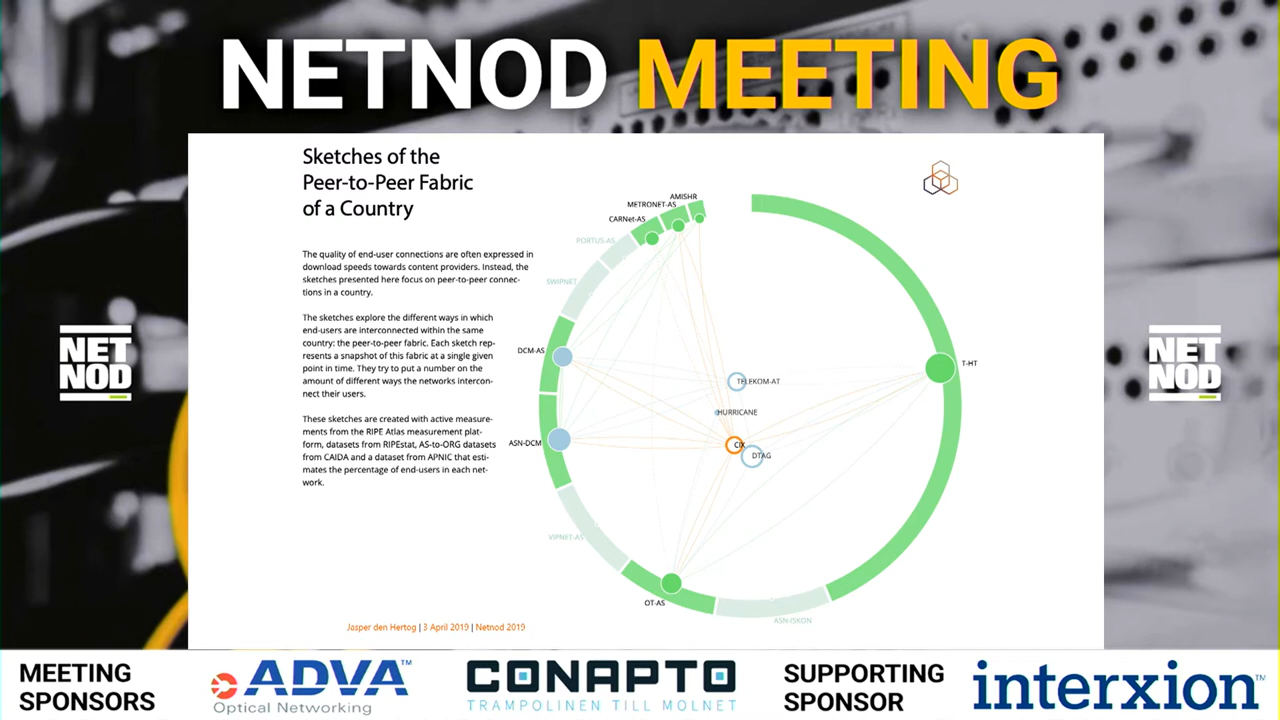 NETNOD MEETING
Sketches of the
Peer-to-Peer Fabric
of a Country
The quality of end-user connections are often expressed in
download speeds towards content providers. Instead, the
sketches presented here focus on peer-to-peer connec-
tions in a country.
The sketches explore the different ways in which
end-users are interconnected within the same
country: the peer-to-peer fabric. Each sketch rep-
resents a snapshot of this fabric at a single given
point in time. They try to put a number on the
amount of different ways the networks intercon-
nect their users.
These sketches are created with active measure-
ments from the RIPE Atlas measurement plat-
form, datasets from RIPEstat, AS-to-ORG datasets
from CAIDA and a dataset from APNIC that esti-
mates the percentage of end-users in each net-
work.
AMISHR
METRONET-AS
CARNet-AS
PORTUS-AS
SWIPNET
DCM-AS
T-HT
TELEKOM-AT
HURRICANE
ASN-DCM
CIX
DTAG
VIPNET-AS
OT-AS
ASN-ISKON
Jasper den Hertog | 3 April 2019 | Netnod 2019
NET
NOD
NET
NOD
MEETING
SPONSORS
ADVA™
Optical Networking
CONAPTO
TRAMPOLINEN TILL MOLNET
SUPPORTING
SPONSOR
interxion™